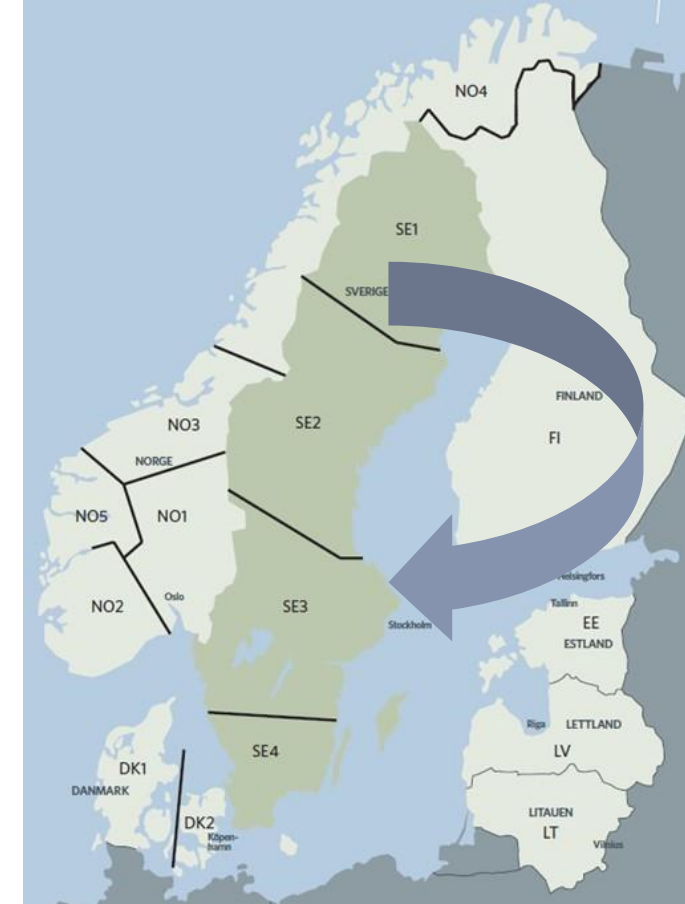 NO4
SE1
SVERIGE
FINLAND
NO3
SE2
FI
NORGE
NO5
NO1
Helsingfors
Oslo
Tallinn
NO2
SE3
EE
Stockholm
ESTLAND
Riga
LETTLAND
SE4
LV
DK1
DANMARK
LITAUEN
DK2
LT
Köpen-
hamn
Vilnius